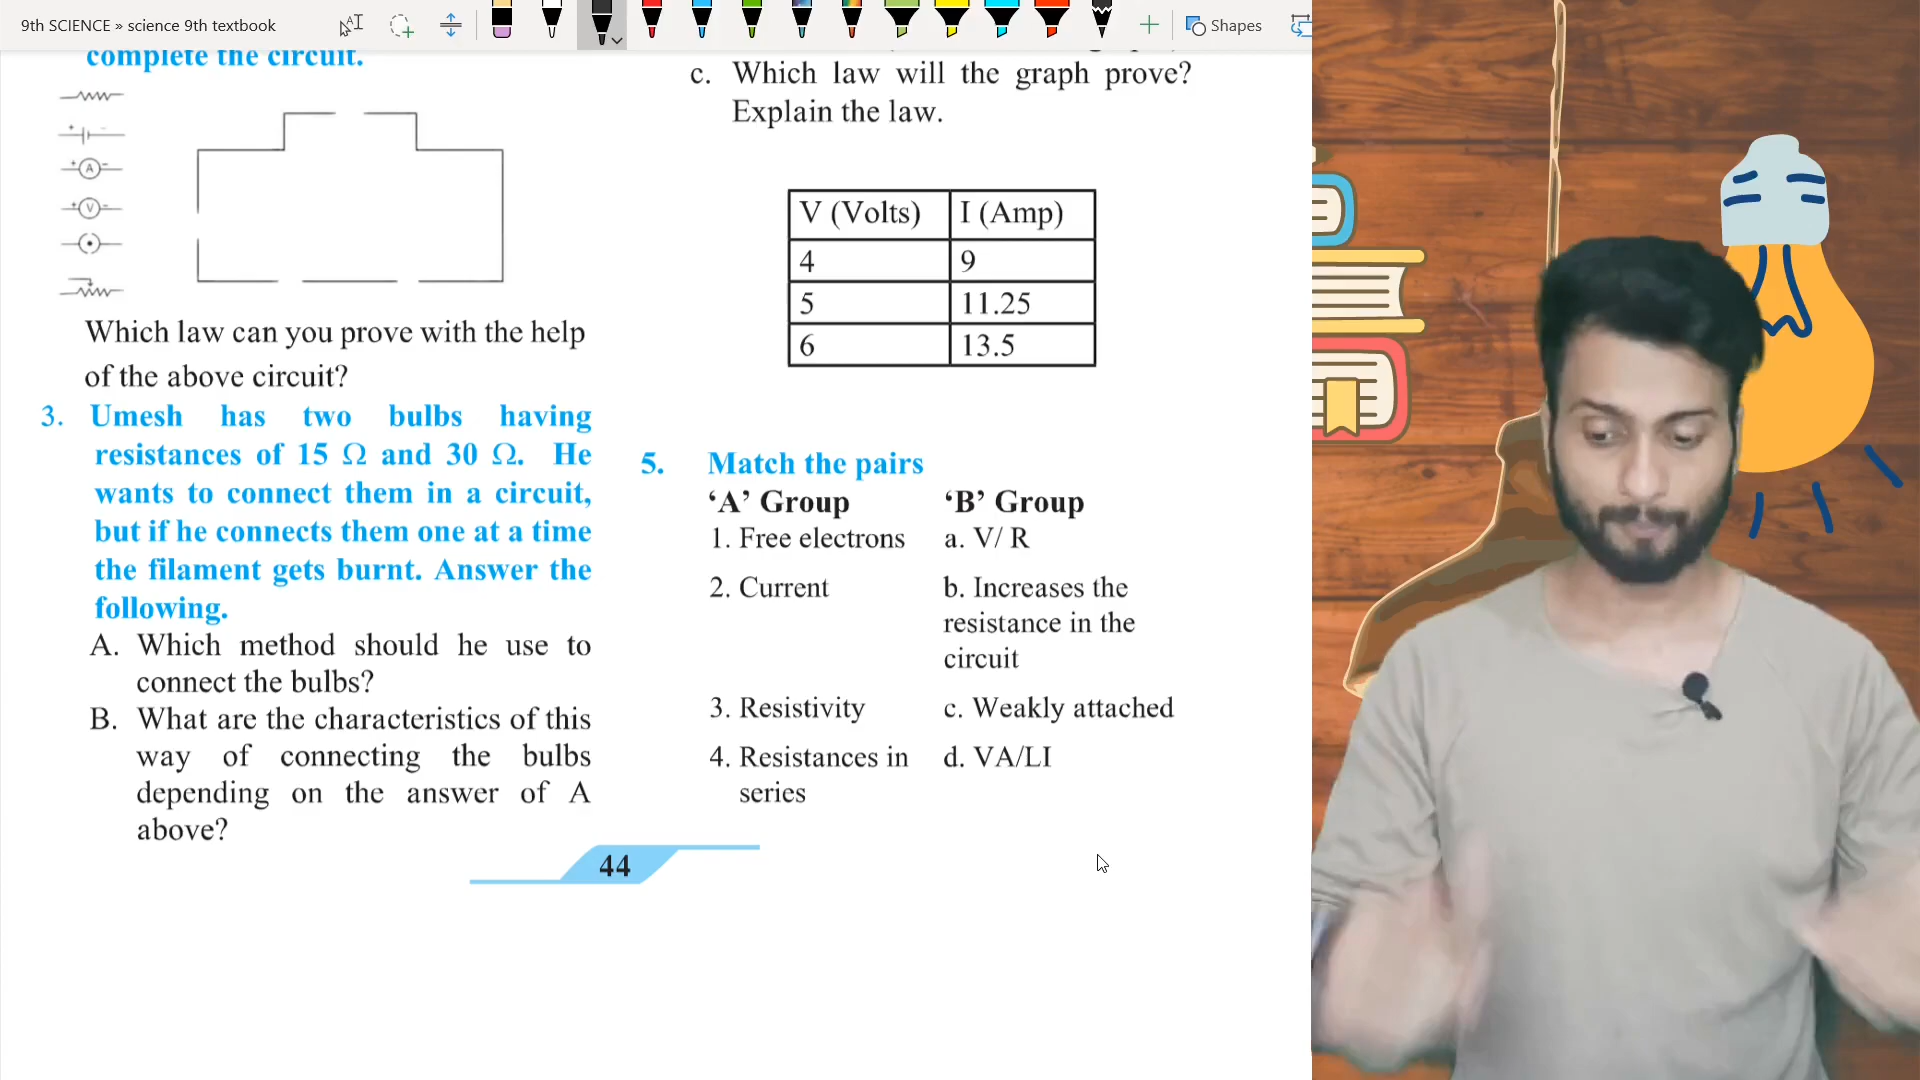 9th SCIENCE » science 9th textbook
Shapes
complete the circuit.
A
V
Which law can you prove with the help
of the above circuit?
3. Umesh has two bulbs having
resistances of 15 Ω and 30 Ω. He
wants to connect them in a circuit,
but if he connects them one at a time
the filament gets burnt. Answer the
following.
A. Which method should he use to
connect the bulbs?
B. What are the characteristics of this
way of connecting the bulbs
depending on the answer of A
above?
c. Which law will the graph prove?
Explain the law.
V (Volts) I (Amp)
4 9
5 11.25
6 13.5
5. Match the pairs
‘A’ Group ‘B’ Group
1. Free electrons a. V/ R
2. Current b. Increases the
resistance in the
circuit
3. Resistivity c. Weakly attached
4. Resistances in d. VA/LI
series
44